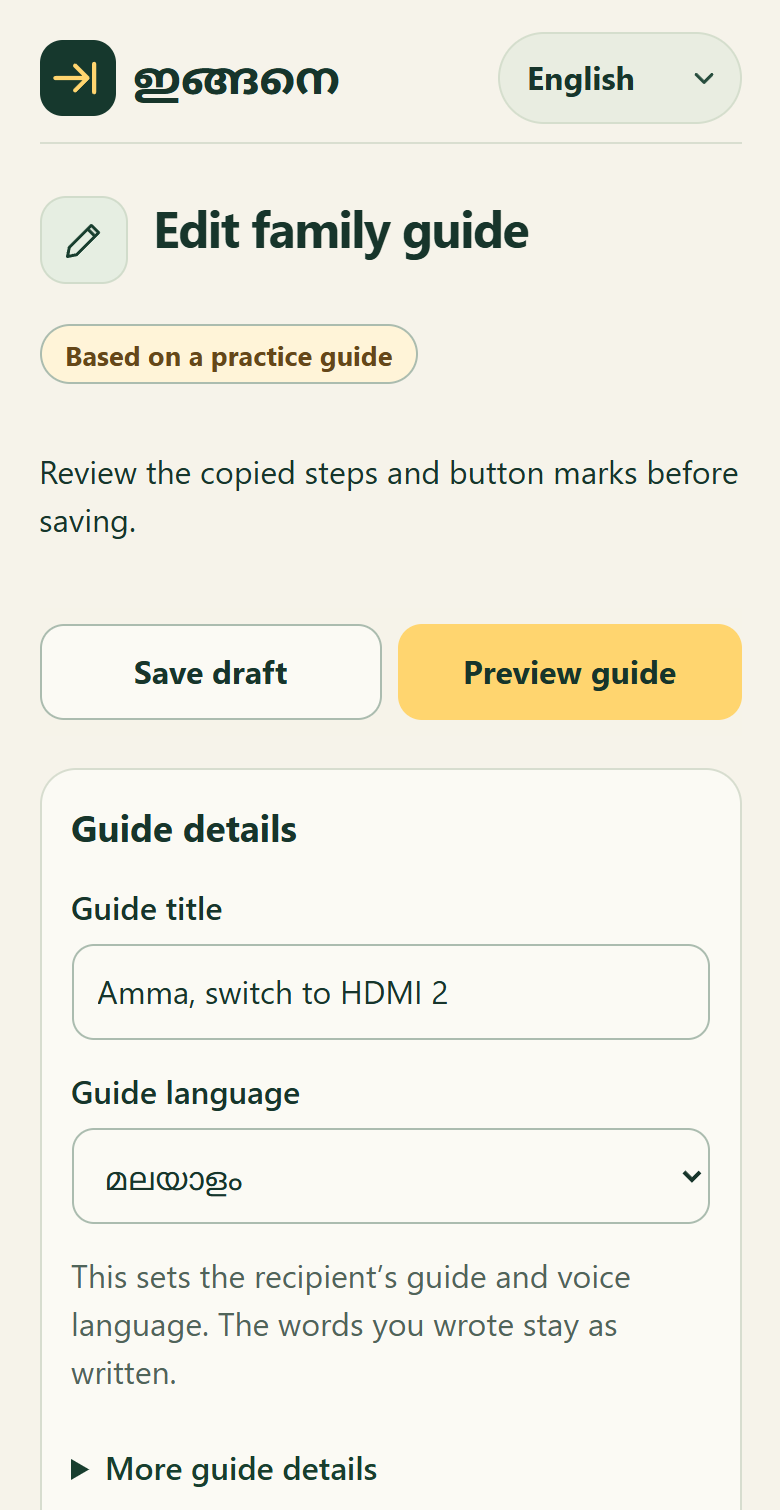 ഇങ്ങനെ
English
Edit family guide
Based on a practice guide
Review the copied steps and button marks before
saving.
Save draft
Preview guide
Guide details
Guide title
Amma, switch to HDMI 2
Guide language
മലയാളം
This sets the recipient’s guide and voice
language. The words you wrote stay as
written.
More guide details